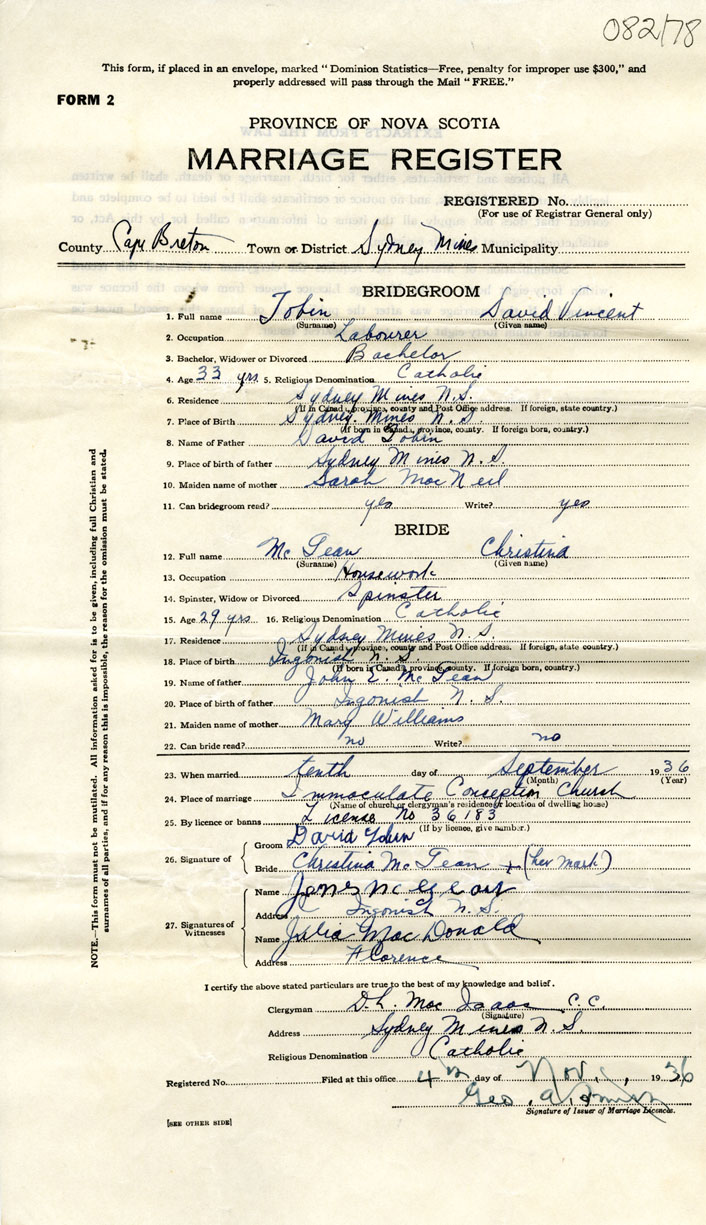 082178
This form, if placed in an envelope, marked "Dominion Statistics—Free, penalty for improper use $300," and
properly addressed will pass through the Mail "FREE."
FORM 2
PROVINCE OF NOVA SCOTIA
MARRIAGE REGISTER
REGISTERED No.
(For use of Registrar General only)
County Cape Breton Town or District Sydney Mines Municipality
BRIDEGROOM
1. Full name Tobin David Vincent
(Surname) (Given name)
2. Occupation Labourer
3. Bachelor, Widower or Divorced Bachelor
4. Age 33 yrs 5. Religious Denomination Catholic
6. Residence Sydney Mines N.S.
(If in Canada, province, county and Post Office address. If foreign, state country.)
7. Place of Birth Sydney Mines N.S.
(If born in Canada, province, county. If foreign born, country.)
8. Name of Father David Tobin
9. Place of birth of father Sydney Mines N.S
10. Maiden name of mother Sarah MacNeil
11. Can bridegroom read? yes Write? yes
BRIDE
12. Full name Mc Gean Christina
(Surname) (Given name)
13. Occupation Housework
14. Spinster, Widow or Divorced Spinster
15. Age 29 yrs 16. Religious Denomination Catholic
17. Residence Sydney Mines N.S.
(If in Canada, province, county and Post Office address. If foreign, state country.)
18. Place of birth Ingonish N.S.
(If born in Canada, province, county. If foreign born, country.)
19. Name of father John E. Mc Gean
20. Place of birth of father Ingonish N.S.
21. Maiden name of mother Mary Williams
22. Can bride read? no Write? no
23. When married tenth day of September 1936
(Month) (Year)
24. Place of marriage Immaculate Conception Church
(Name of church or clergyman's residence or location of dwelling house)
25. By licence or banns License No 36183
(If by licence, give number.)
26. Signature of
Groom David Tobin
Bride Christina Mc Gean + (her mark)
27. Signatures of Witnesses
Name
Address Ingonish N.S.
Name Julia MacDonald
Address Florence
I certify the above stated particulars are true to the best of my knowledge and belief.
Clergyman D.L. Mac Isaac C.C.
(Signature)
Address Sydney Mines N.S.
Religious Denomination Catholic
Registered No. Filed at this office 4th day of Nov. 1936
Geo. A.
Signature of Issuer of Marriage Licences.
[SEE OTHER SIDE]
NOTE.—This form must not be mutilated. All information asked for is to be given, including full Christian and
surnames of all parties, and if for any reason this is impossible, the reason for the omission must be stated.